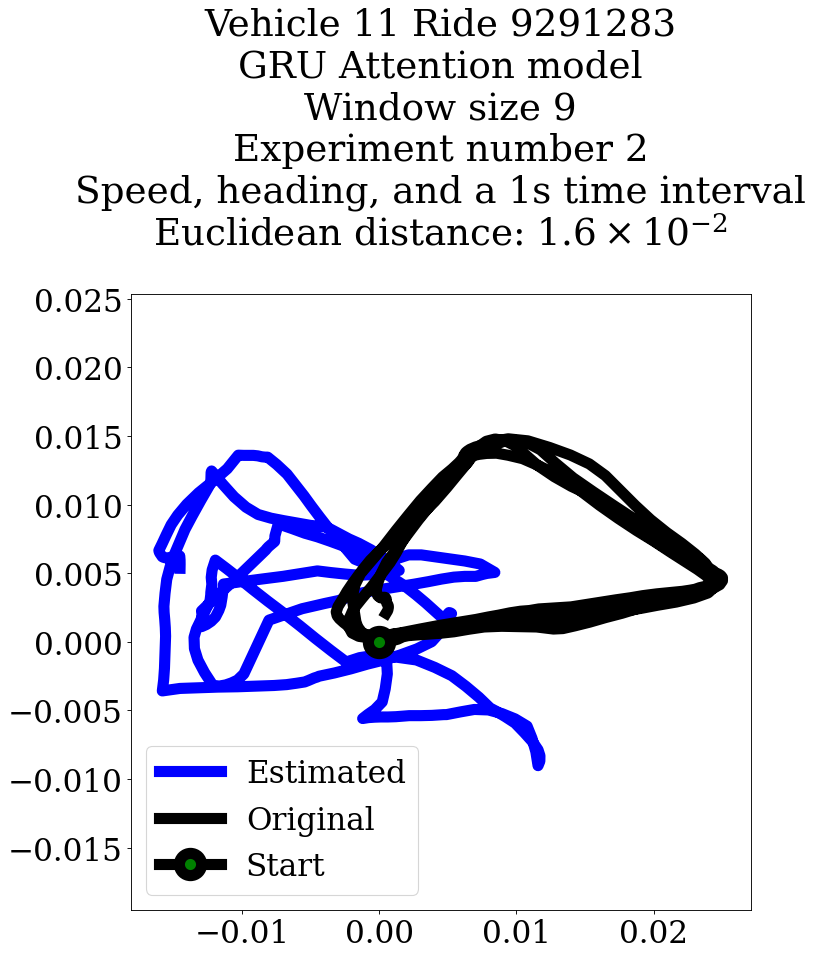 Vehicle 11 Ride 9291283
GRU Attention model
Window size 9
Experiment number 2
Speed, heading, and a 1s time interval
Euclidean distance: 1.6 × 10⁻²
0.025
0.020
0.015
0.010
0.005
0.000
−0.005
−0.010
−0.015
Estimated
Original
Start
−0.01
0.00
0.01
0.02